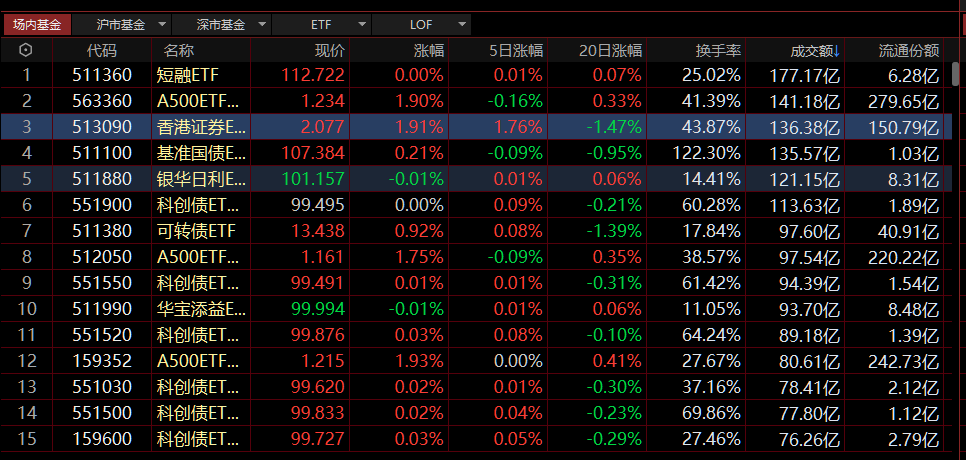 场内基金 沪市基金 深市基金 ETF LOF
代码 名称 现价 涨幅 5日涨幅 20日涨幅 换手率 成交额↓ 流通份额
1 511360 短融ETF 112.722 0.00% 0.01% 0.07% 25.02% 177.17亿 6.28亿
2 563360 A500ETF... 1.234 1.90% -0.16% 0.33% 41.39% 141.18亿 279.65亿
3 513090 香港证券E... 2.077 1.91% 1.76% -1.47% 43.87% 136.38亿 150.79亿
4 511100 基准国债E... 107.384 0.21% -0.09% -0.95% 122.30% 135.57亿 1.03亿
5 511880 银华日利E... 101.157 -0.01% 0.01% 0.06% 14.41% 121.15亿 8.31亿
6 551900 科创债ET... 99.495 0.00% 0.09% -0.21% 60.28% 113.63亿 1.89亿
7 511380 可转债ETF 13.438 0.92% 0.08% -1.39% 17.84% 97.60亿 40.91亿
8 512050 A500ETF... 1.161 1.75% -0.09% 0.35% 38.57% 97.54亿 220.22亿
9 551550 科创债ET... 99.491 0.01% 0.01% -0.31% 61.42% 94.39亿 1.54亿
10 511990 华宝添益E... 99.994 -0.01% 0.01% 0.06% 11.05% 93.70亿 8.48亿
11 551520 科创债ET... 99.876 0.03% 0.08% -0.10% 64.24% 89.18亿 1.39亿
12 159352 A500ETF... 1.215 1.93% 0.00% 0.41% 27.67% 80.61亿 242.73亿
13 551030 科创债ET... 99.620 0.02% 0.01% -0.30% 37.16% 78.41亿 2.12亿
14 551500 科创债ET... 99.833 0.02% 0.04% -0.23% 69.86% 77.80亿 1.12亿
15 159600 科创债ET... 99.727 0.03% 0.05% -0.29% 27.46% 76.26亿 2.79亿